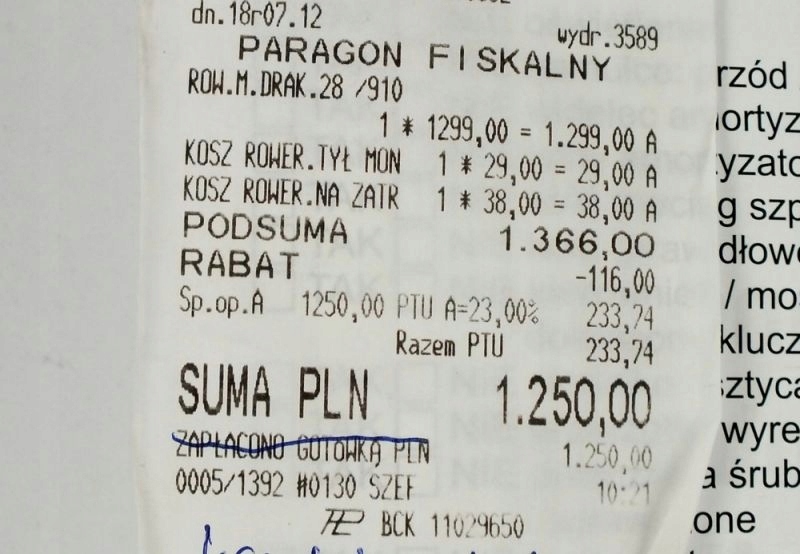 dn.18r07.12
wydr.3589
PARAGON FISKALNY
ROW.M.DRAK.28 /910
1 * 1299,00 = 1.299,00 A
KOSZ ROWER.TYŁ MON 1 * 29,00 = 29,00 A
KOSZ ROWER.NA ZATR 1 * 38,00 = 38,00 A
PODSUMA 1.366,00
RABAT -116,00
Sp.op.A 1250,00 PTU A=23,00% 233,74
Razem PTU 233,74
SUMA PLN 1.250,00
ZAPŁACONO GOTÓWKĄ PLN 1.250,00
0005/1392 #0130 SZEF 10:21
BCK 11029650
rzód
ortyz
yzato
g szp
dłowe
/ mos
klucz
sztyca
wyre
a śrub
one